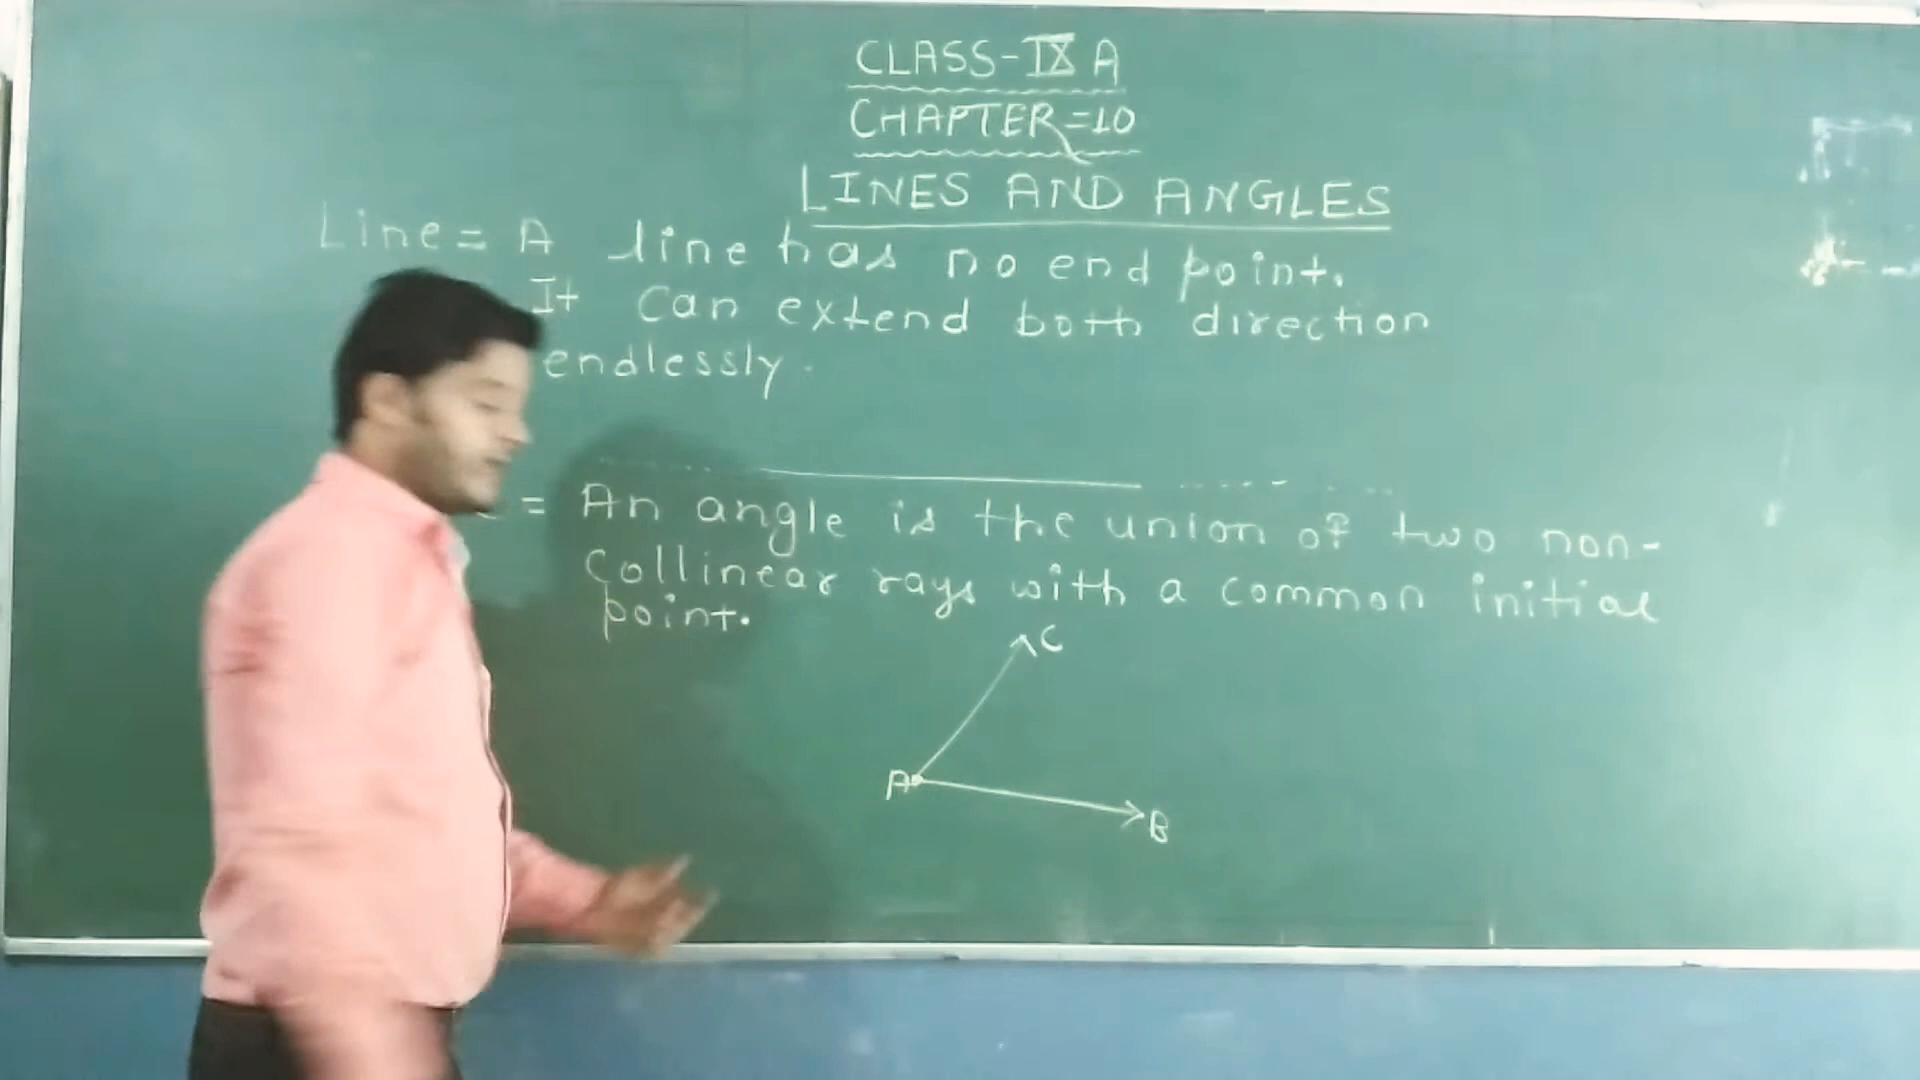 CLASS-IX A
CHAPTER=10
LINES AND ANGLES
Line = A line has no end point.
It can extend both direction
endlessly.
= An angle is the union of two non-
collinear rays with a common initial
point.
C
A
B